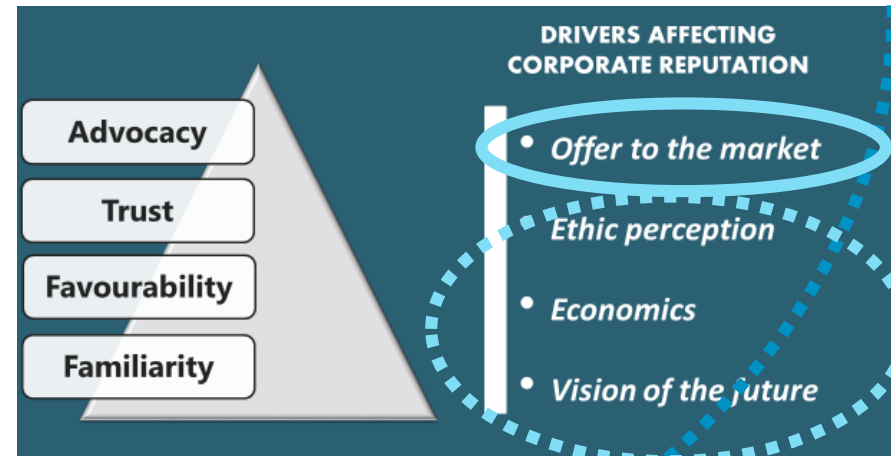 DRIVERS AFFECTING
CORPORATE REPUTATION
Advocacy
Trust
Favourability
Familiarity
• Offer to the market
Ethic perception
• Economics
• Vision of the future